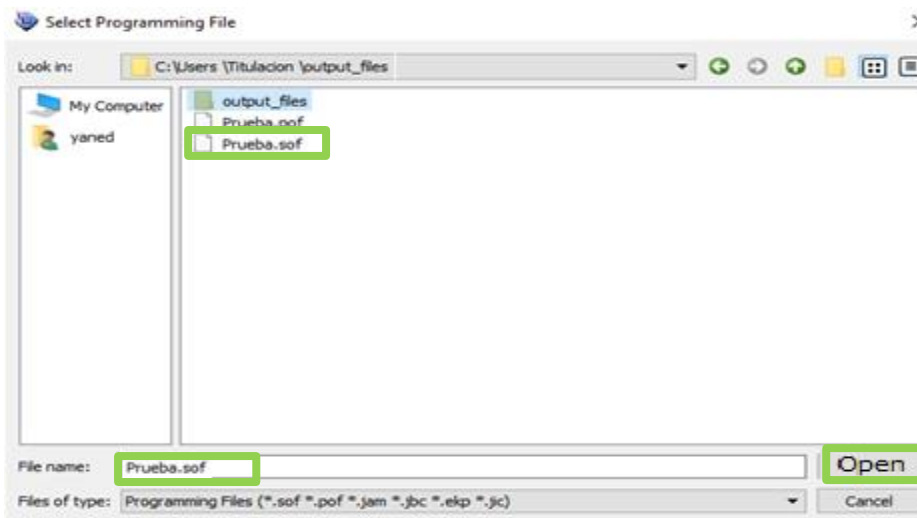 Select Programming File
Look in: C:\Users \Titulacion \output_files
My Computer
yaned
output_files
Prueba.pof
Prueba.sof
File name: Prueba.sof
Open
Files of type: Programming Files (*.sof *.pof *.jam *.jbc *.ekp *.jic)
Cancel